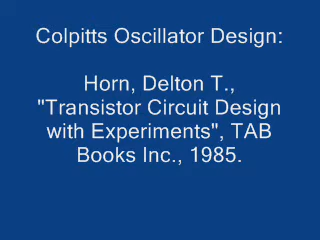 Colpitts Oscillator Design:
Horn, Delton T.,
"Transistor Circuit Design
with Experiments", TAB
Books Inc., 1985.